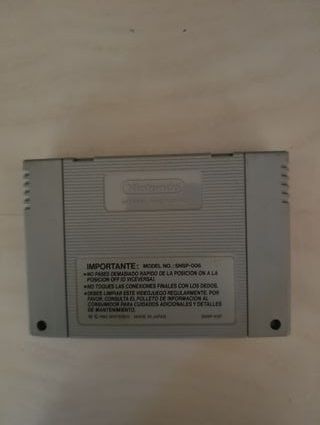 Nintendo
IMPORTANTE: MODEL NO.: SNSP-006
•NO PASES DEMASIADO RAPIDO DE LA POSICION ON A LA
POSICION OFF (O VICEVERSA).
•NO TOQUES LAS CONEXIONES FINALES CON LOS DEDOS.
•DEBES LIMPIAR ESTE VIDEOJUEGO REGULARMENTE. POR
FAVOR, CONSULTA EL FOLLETO DE INFORMACION AL
CONSUMIDOR PARA CUIDADOS ADICIONALES Y DETALLES
DE MANTENIMIENTO.
NINTENDO MADE IN JAPAN